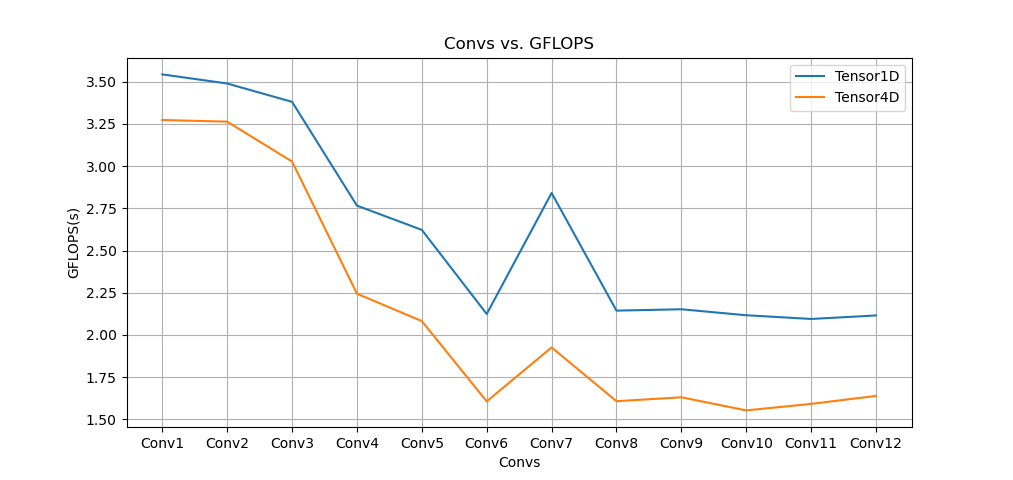 Convs vs. GFLOPS
Tensor1D
Tensor4D
GFLOPS(s)
3.50
3.25
3.00
2.75
2.50
2.25
2.00
1.75
1.50
Conv1 Conv2 Conv3 Conv4 Conv5 Conv6 Conv7 Conv8 Conv9 Conv10 Conv11 Conv12
Convs